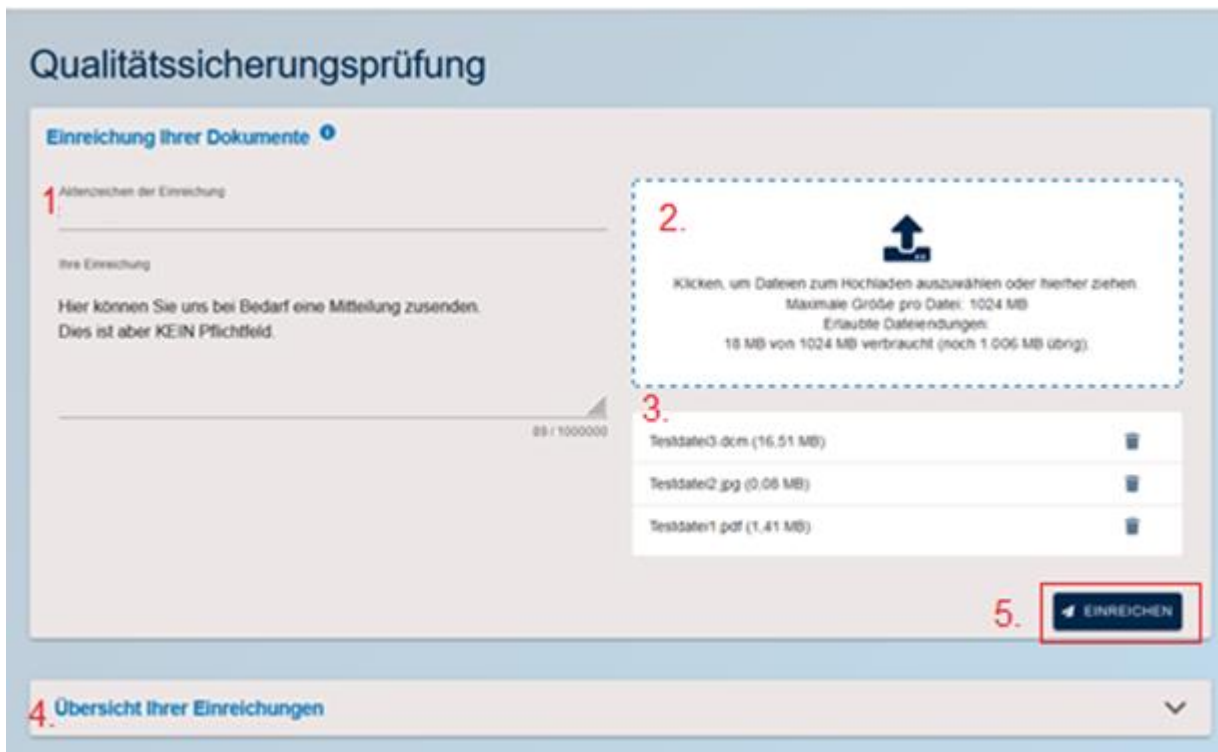 Qualitätssicherungsprüfung
Einreichung Ihrer Dokumente
1.
Aktenzeichen der Einreichung
Ihre Einreichung
Hier können Sie uns bei Bedarf eine Mitteilung zusenden.
Dies ist aber KEIN Pflichtfeld.
89 / 1000000
2.
Klicken, um Dateien zum Hochladen auszuwählen oder hierher ziehen.
Maximale Größe pro Datei: 1024 MB
Erlaubte Dateiendungen:
18 MB von 1024 MB verbraucht (noch 1.006 MB übrig).
3.
Testdatei3.dcm (16,51 MB)
Testdatei2.jpg (0,08 MB)
Testdatei1.pdf (1,41 MB)
5.
EINREICHEN
4.
Übersicht Ihrer Einreichungen